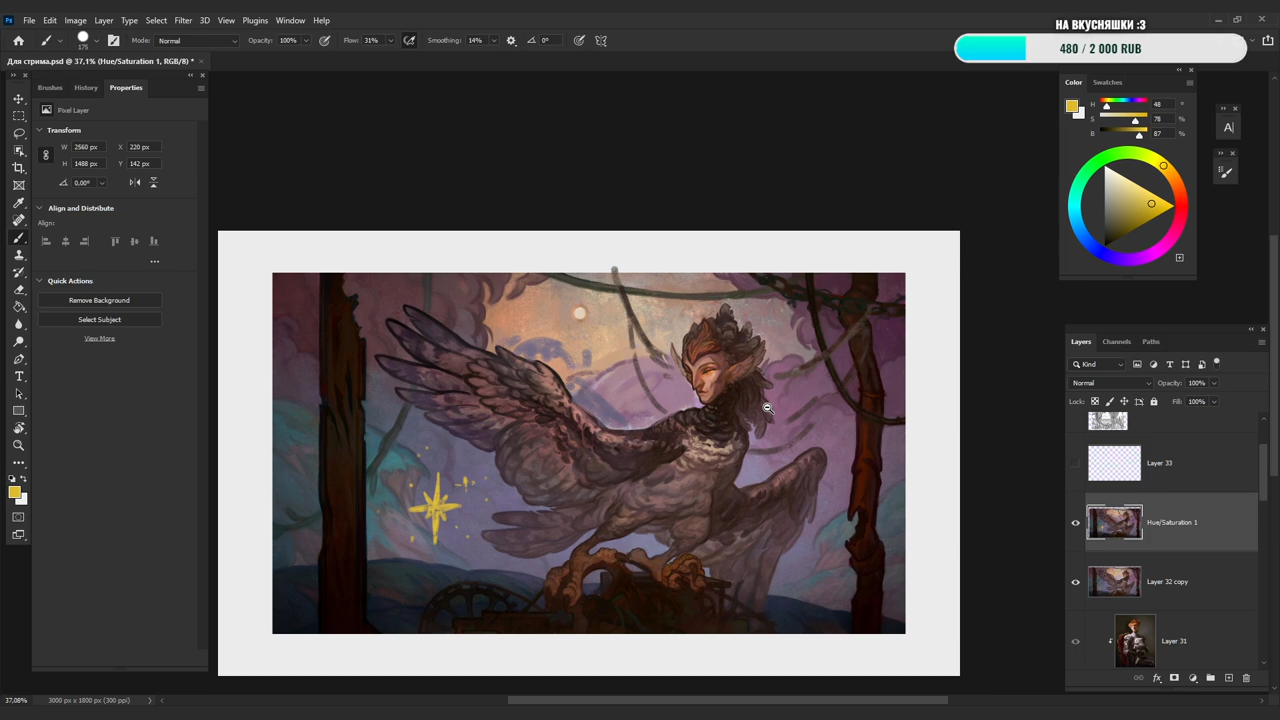 File Edit Image Layer Type Select Filter 3D View Plugins Window Help
НА ВКУСНЯШКИ :3
480 / 2 000 RUB
175 Mode: Normal Opacity: 100% Flow: 31% Smoothing: 14% 0°
Для стрима.psd @ 37,1% (Hue/Saturation 1, RGB/8) *
Brushes History Properties
Pixel Layer
Transform
W 2560 px X 220 px
H 1488 px Y 142 px
0,00°
Align and Distribute
Align:
Quick Actions
Remove Background
Select Subject
View More
Color Swatches
H 48 °
S 78 %
B 87 %
A
Layers Channels Paths
Kind
Normal Opacity: 100%
Lock: Fill: 100%
Layer 33
Hue/Saturation 1
Layer 32 copy
Layer 31
fx
37,08% 3000 px x 1800 px (300 ppi)